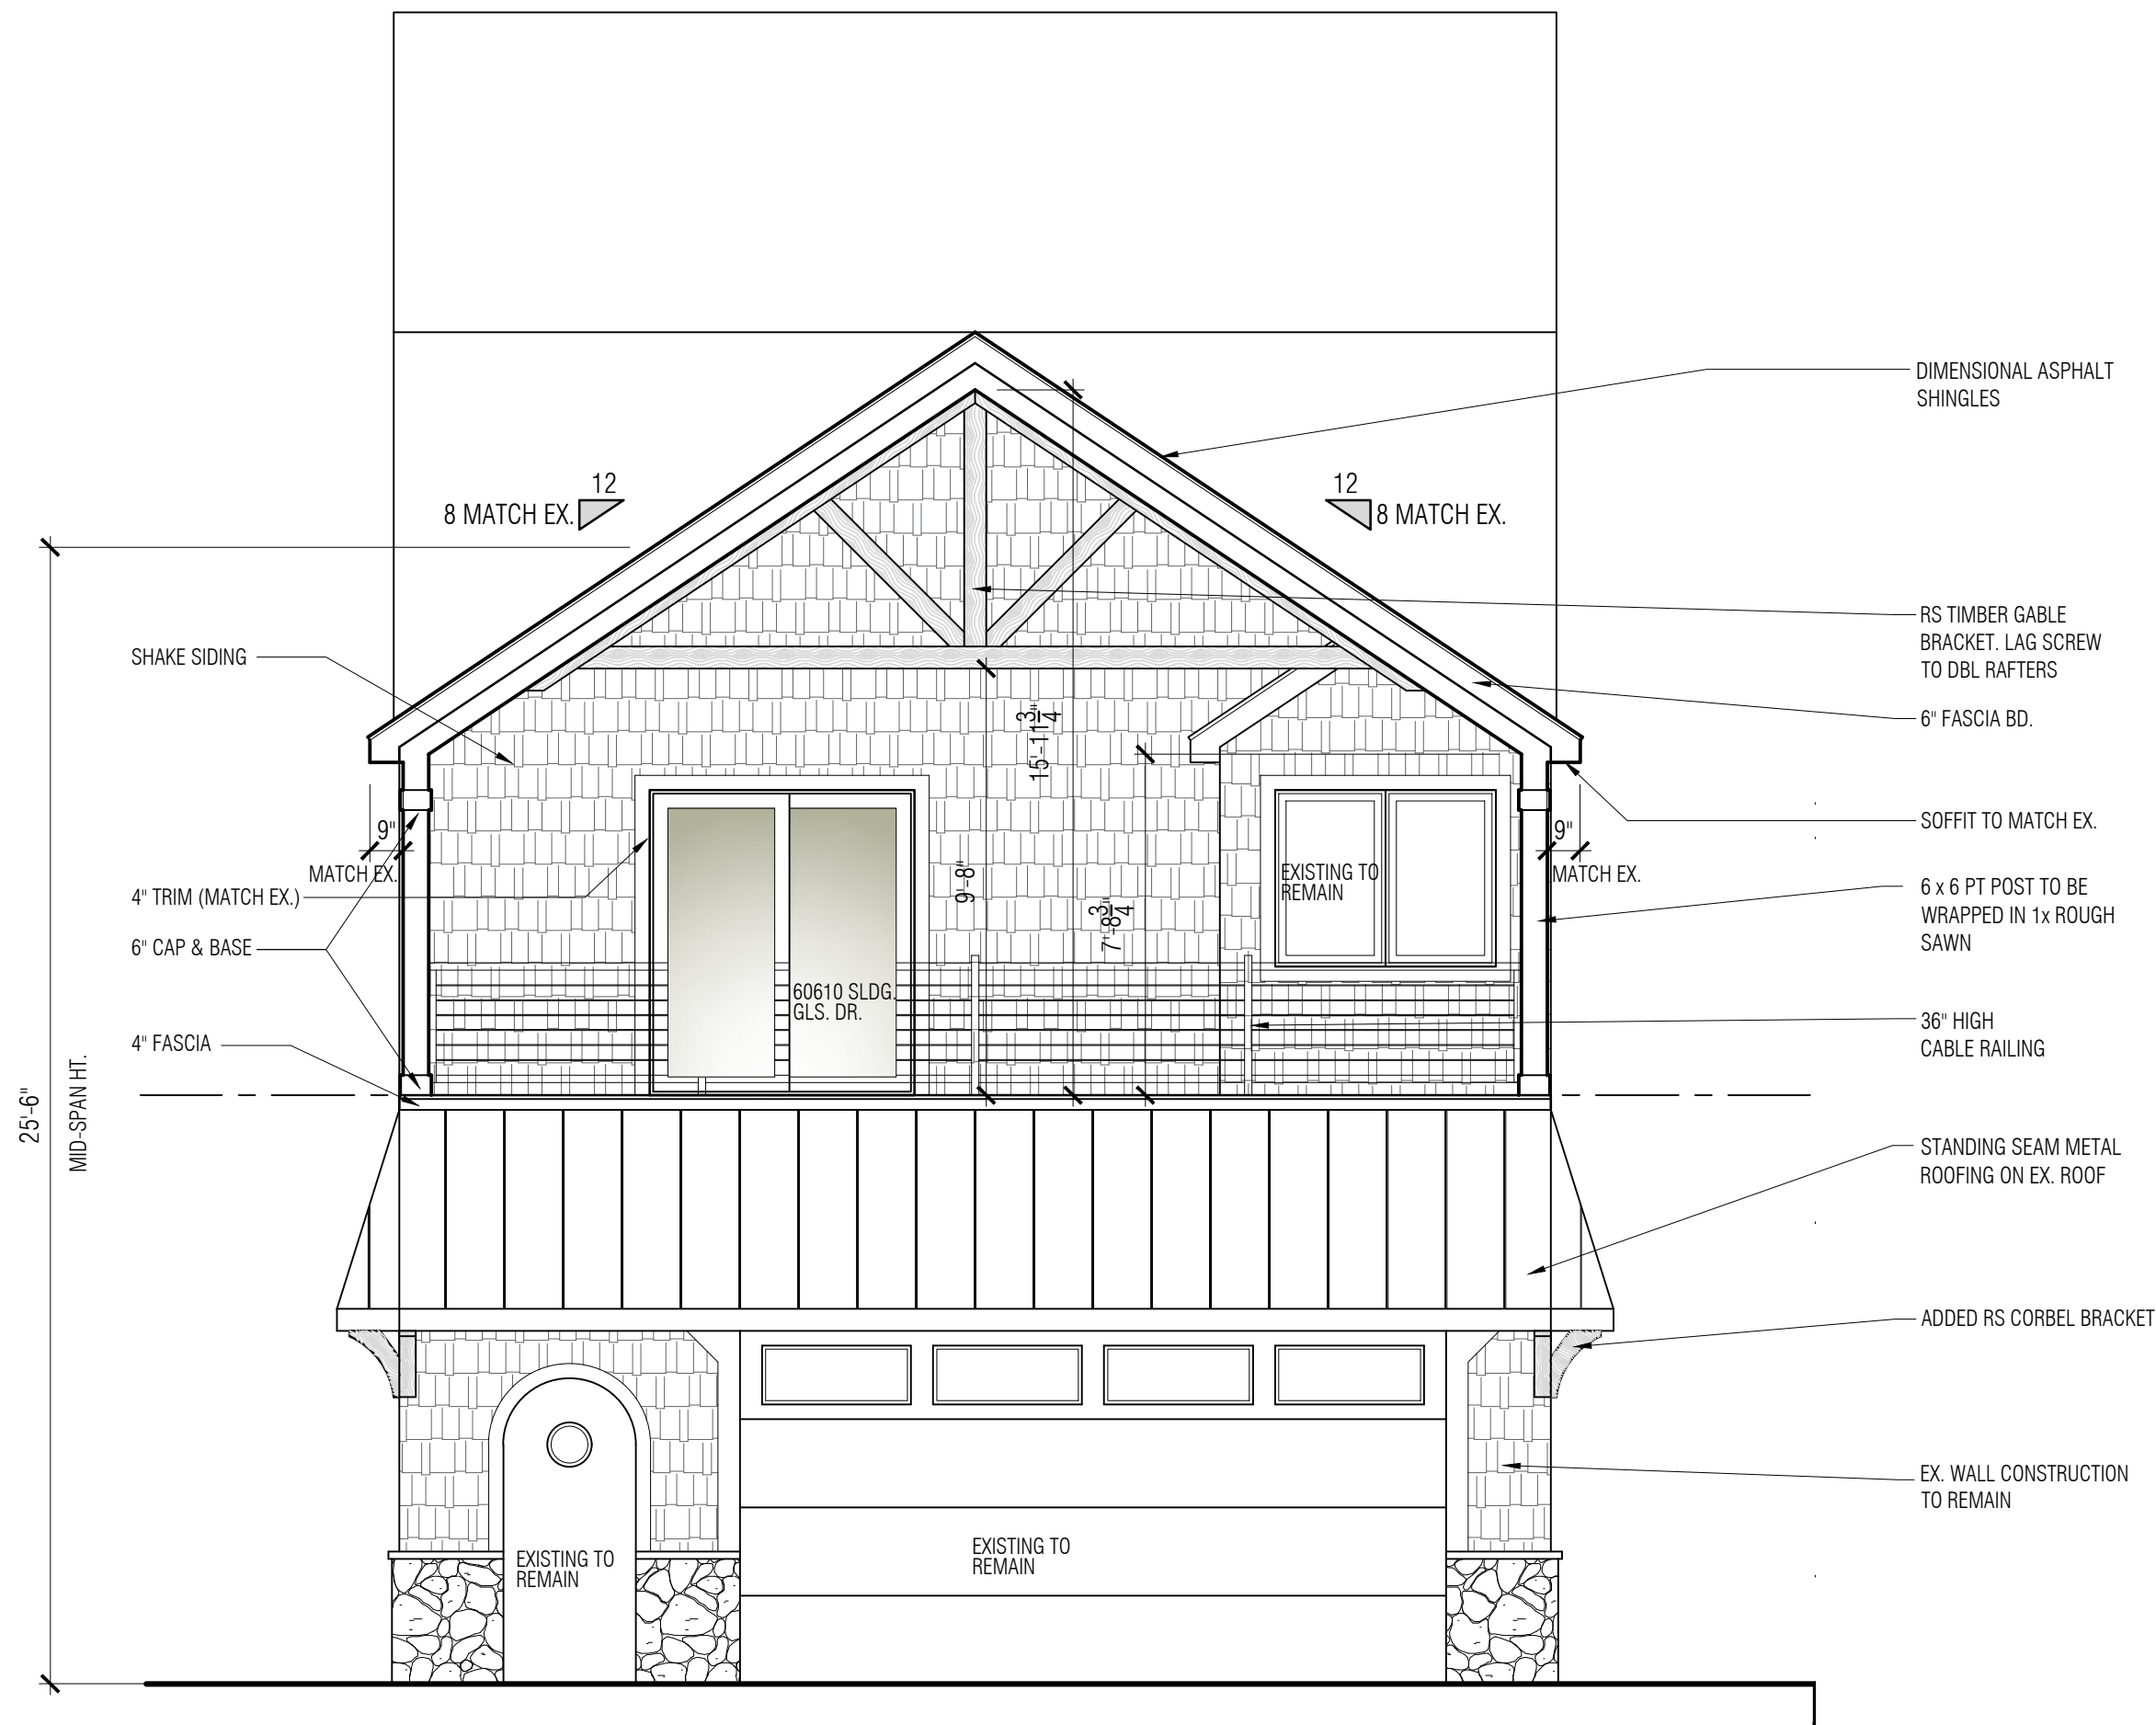 DIMENSIONAL ASPHALT
SHINGLES
12
8 MATCH EX.
12
8 MATCH EX.
RS TIMBER GABLE
BRACKET. LAG SCREW
TO DBL RAFTERS
SHAKE SIDING
6" FASCIA BD.
15'-11 3/4"
SOFFIT TO MATCH EX.
9"
MATCH EX.
9"
MATCH EX.
EXISTING TO
REMAIN
9'-8"
7'-8 3/4"
4" TRIM (MATCH EX.)
6 x 6 PT POST TO BE
WRAPPED IN 1x ROUGH
SAWN
6" CAP & BASE
60610 SLDG.
GLS. DR.
36" HIGH
CABLE RAILING
4" FASCIA
25'-6"
MID-SPAN HT.
STANDING SEAM METAL
ROOFING ON EX. ROOF
ADDED RS CORBEL BRACKET
EX. WALL CONSTRUCTION
TO REMAIN
EXISTING TO
REMAIN
EXISTING TO
REMAIN